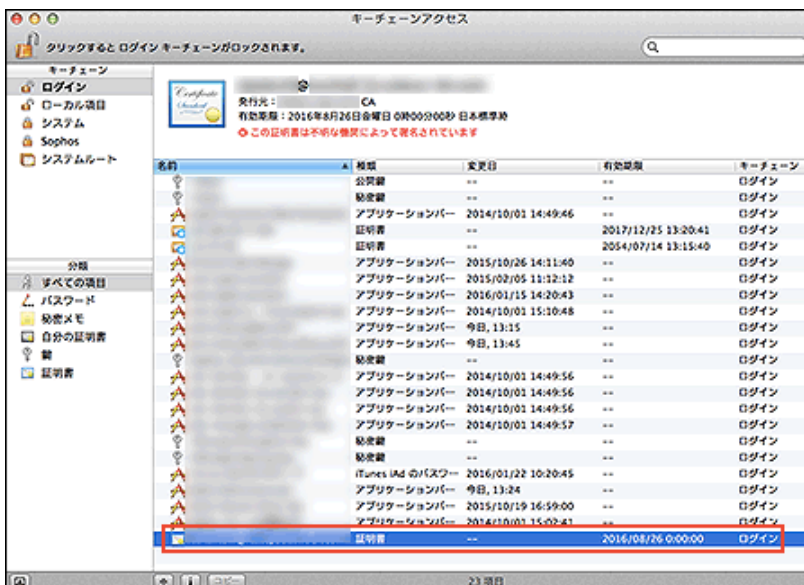 キーチェーンアクセス
クリックすると ログイン キーチェーンがロックされます。
キーチェーン
ログイン
ローカル項目
システム
Sophos
システムルート
Certificate
Standard
@
発行元： CA
有効期限：2016年8月26日金曜日 0時00分00秒 日本標準時
この証明書は不明な機関によって署名されています
名前 種類 変更日 有効期限 キーチェーン
公開鍵 -- -- ログイン
秘密鍵 -- -- ログイン
アプリケーションパー 2014/10/01 14:49:46 -- ログイン
証明書 -- 2017/12/25 13:20:41 ログイン
証明書 -- 2054/07/14 13:15:40 ログイン
アプリケーションパー 2015/10/26 14:11:40 -- ログイン
アプリケーションパー 2015/02/05 11:12:12 -- ログイン
アプリケーションパー 2016/01/15 14:20:43 -- ログイン
アプリケーションパー 2014/10/01 15:10:48 -- ログイン
アプリケーションパー 今日, 13:15 -- ログイン
アプリケーションパー 今日, 13:45 -- ログイン
秘密鍵 -- -- ログイン
アプリケーションパー 2014/10/01 14:49:56 -- ログイン
アプリケーションパー 2014/10/01 14:49:56 -- ログイン
アプリケーションパー 2014/10/01 14:49:56 -- ログイン
アプリケーションパー 2014/10/01 14:49:57 -- ログイン
秘密鍵 -- -- ログイン
秘密鍵 -- -- ログイン
iTunes iAd のパスワー 2016/01/22 10:20:45 -- ログイン
アプリケーションパー 今日, 13:24 -- ログイン
アプリケーションパー 2015/10/19 16:59:00 -- ログイン
アプリケーションパー 2014/10/01 15:02:41 -- ログイン
証明書 -- 2016/08/26 0:00:00 ログイン
分類
すべての項目
パスワード
秘密メモ
自分の証明書
鍵
証明書
コピー
23 項目